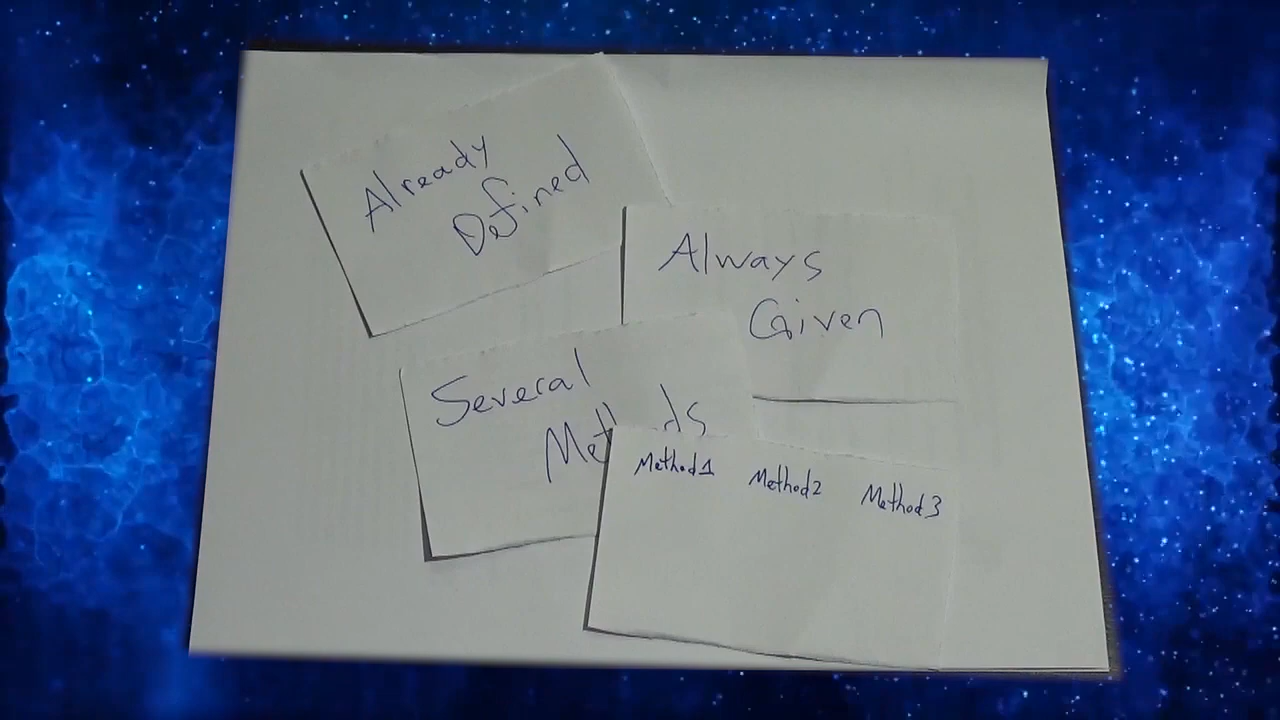 Already
Defined
Always
Given
Several
Method1 Method2 Method3